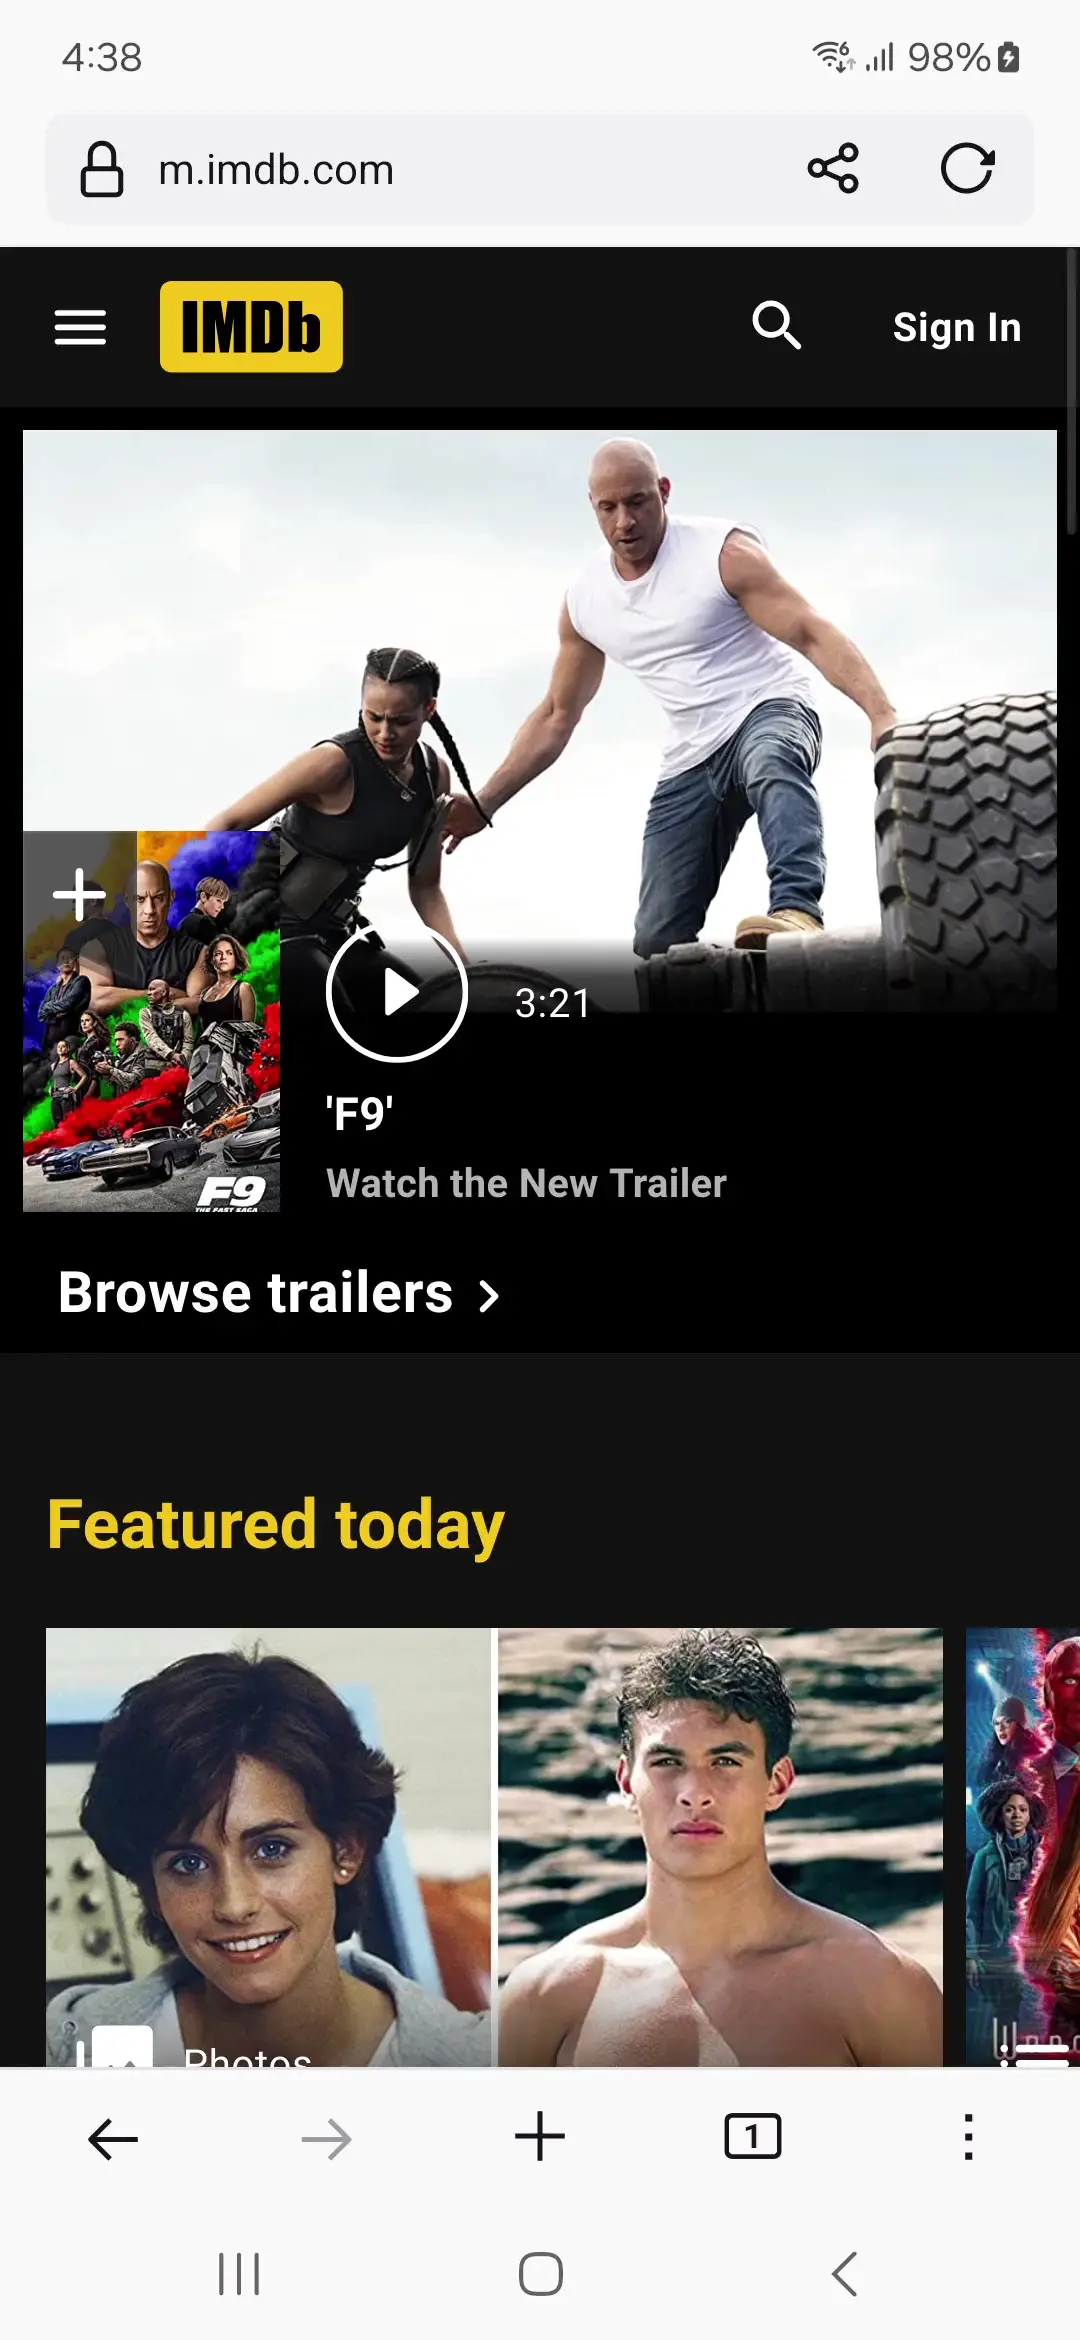 4:38
98%
m.imdb.com
IMDb
Sign In
3:21
'F9'
Watch the New Trailer
F9
THE FAST SAGA
Browse trailers
Featured today
Photos
1